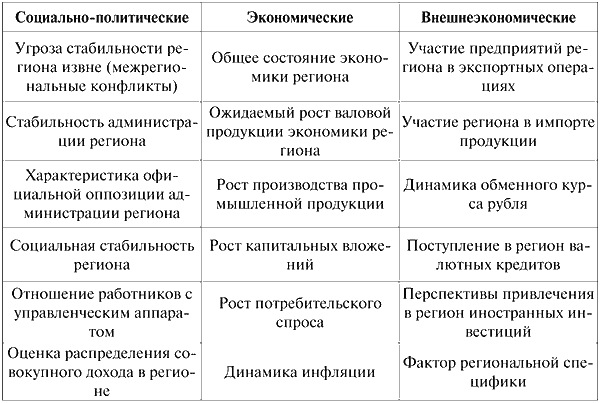 Социально-политические
Экономические
Внешнеэкономические
Угроза стабильности ре-
гиона извне (межрегио-
нальные конфликты)
Общее состояние эконо-
мики региона
Участие предприятий ре-
гиона в экспортных опера-
циях
Стабильность администра-
ции региона
Ожидаемый рост валовой
продукции экономики ре-
гиона
Участие региона в импорте
продукции
Характеристика офи-
циальной оппозиции ад-
министрации региона
Рост производства про-
мышленной продукции
Динамика обменного кур-
са рубля
Социальная стабильность
региона
Рост капитальных влож-
ений
Поступление в регион ва-
лютных кредитов
Отношение работников с
управленческим аппара-
том
Рост потребительского
спроса
Перспективы привлечения
в регион иностранных ин-
вестиций
Оценка распределения со-
вокупного дохода в регио-
не
Динамика инфляции
Фактор региональной спе-
цифики